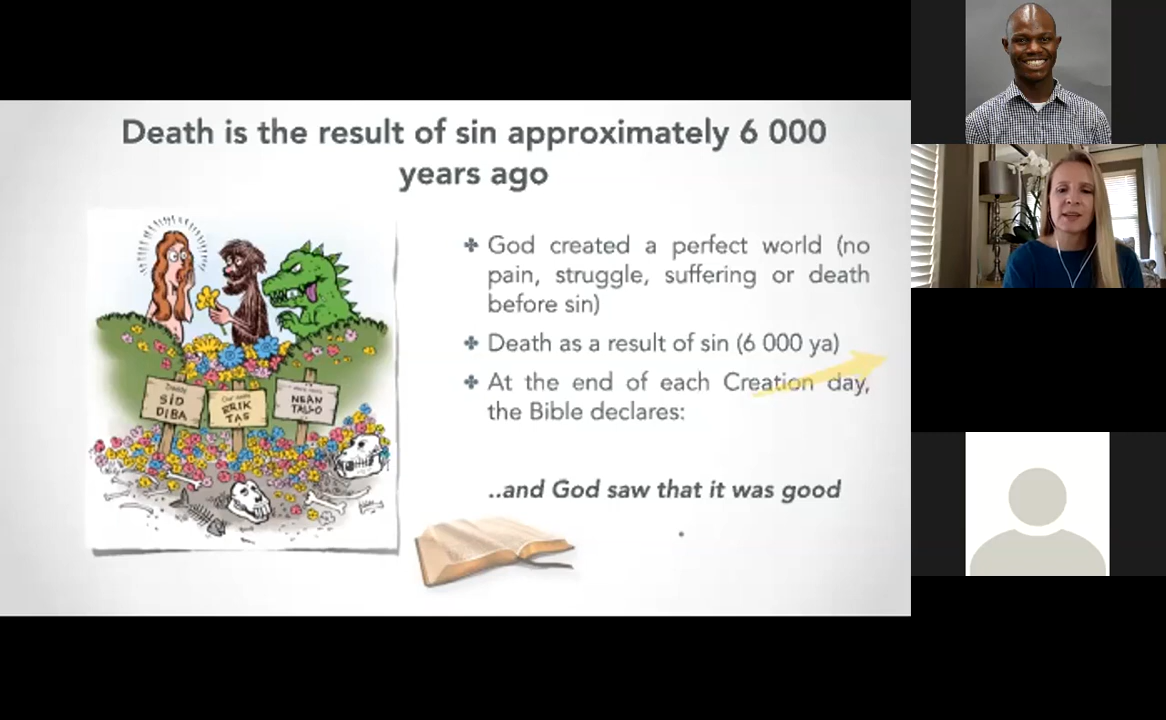 Death is the result of sin approximately 6 000
years ago
God created a perfect world (no
pain, struggle, suffering or death
before sin)
Death as a result of sin (6 000 ya)
At the end of each Creation day,
the Bible declares:
..and God saw that it was good
SID
DIBA
ERIK
TAS
NEAN